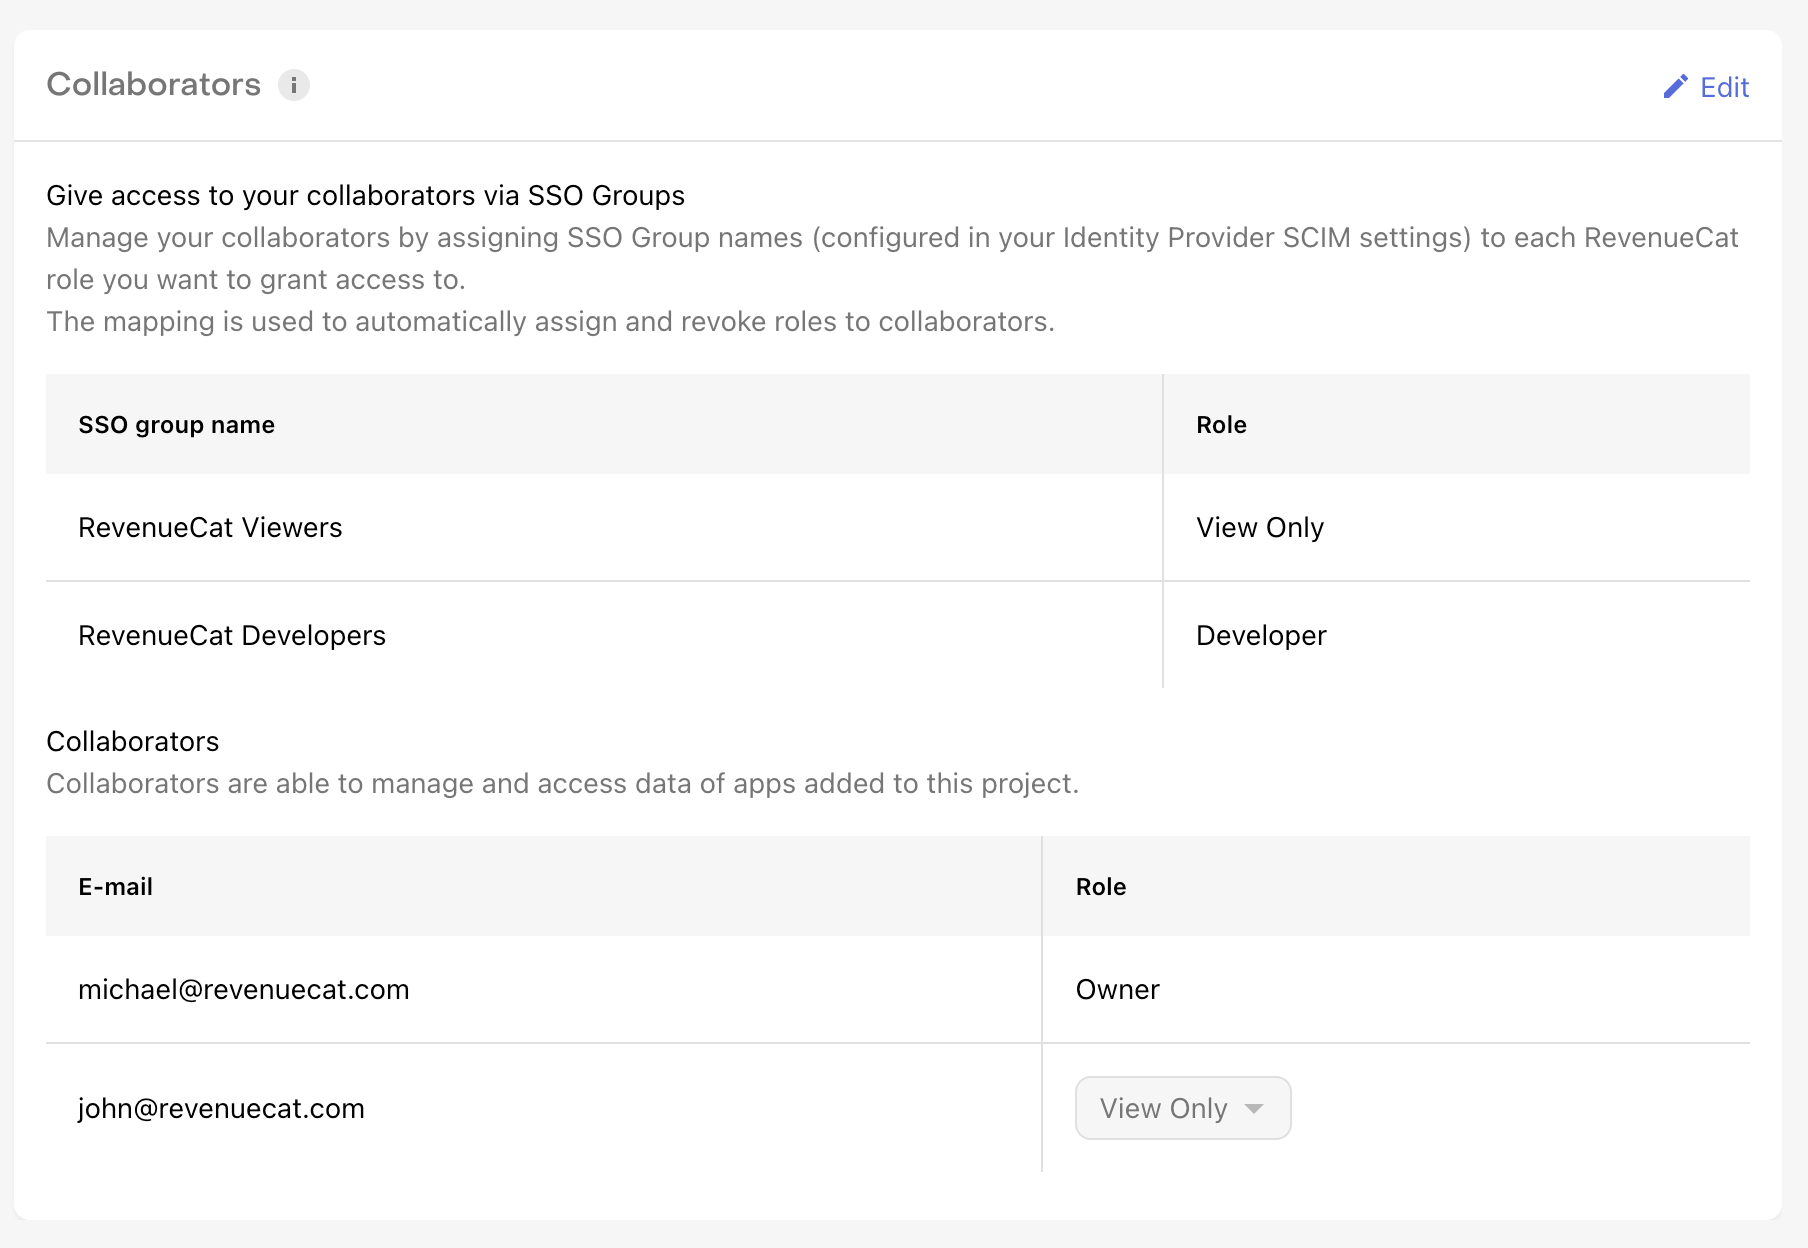 Collaborators i
Edit
Give access to your collaborators via SSO Groups
Manage your collaborators by assigning SSO Group names (configured in your Identity Provider SCIM settings) to each RevenueCat
role you want to grant access to.
The mapping is used to automatically assign and revoke roles to collaborators.
SSO group name Role
RevenueCat Viewers View Only
RevenueCat Developers Developer
Collaborators
Collaborators are able to manage and access data of apps added to this project.
E-mail Role
michael@revenuecat.com Owner
john@revenuecat.com View Only